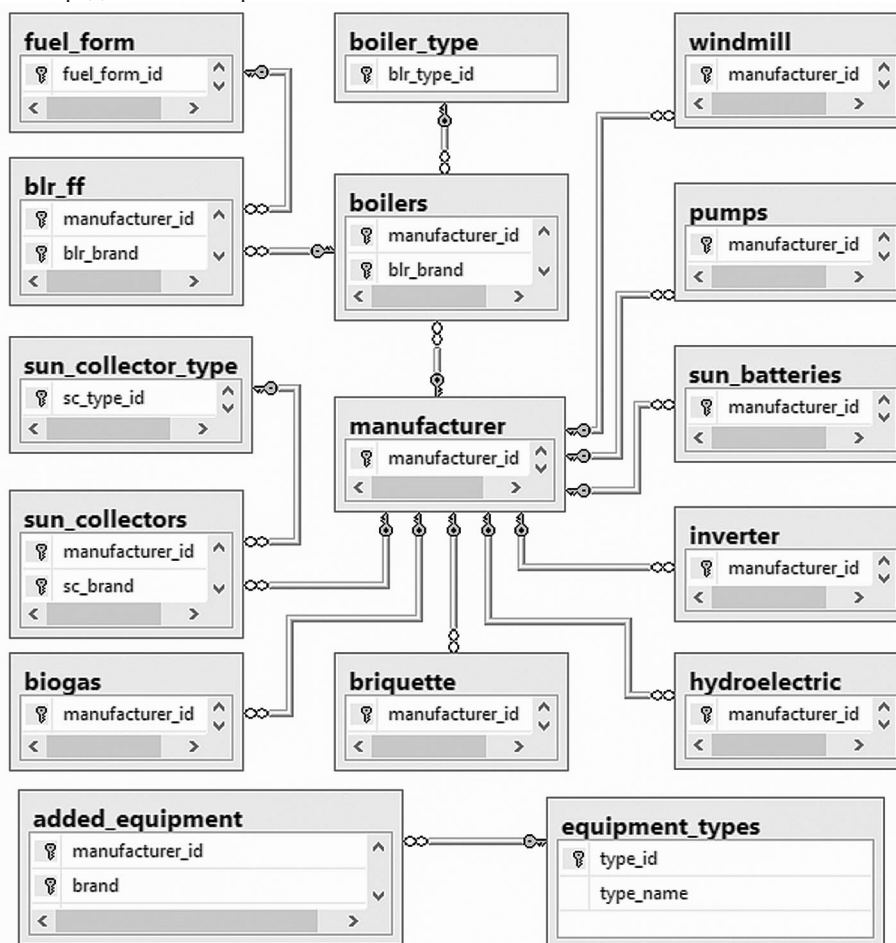 fuel_form
fuel_form_id
boiler_type
blr_type_id
windmill
manufacturer_id
blr_ff
manufacturer_id
blr_brand
boilers
manufacturer_id
blr_brand
pumps
manufacturer_id
sun_collector_type
sc_type_id
manufacturer
manufacturer_id
sun_batteries
manufacturer_id
sun_collectors
manufacturer_id
sc_brand
inverter
manufacturer_id
biogas
manufacturer_id
briquette
manufacturer_id
hydroelectric
manufacturer_id
added_equipment
manufacturer_id
brand
equipment_types
type_id
type_name